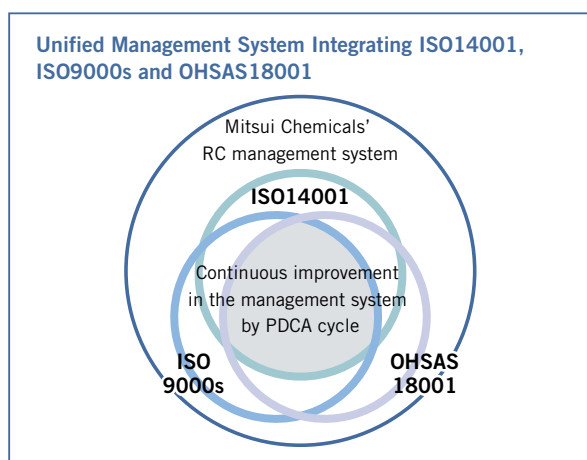 Unified Management System Integrating ISO14001,
ISO9000s and OHSAS18001
Mitsui Chemicals’
RC management system
ISO14001
Continuous improvement
in the management system
by PDCA cycle
ISO
9000s
OHSAS
18001